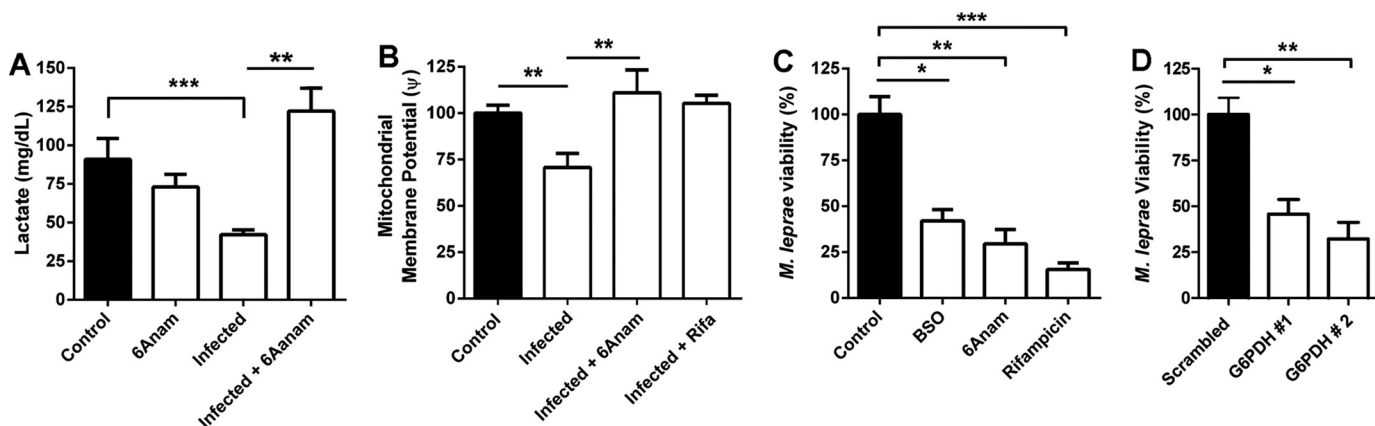 A
Lactate (mg/dL)
150
125
100
75
50
25
0
***
**
Control
6Anam
Infected
Infected + 6Aanam
B
Mitochondrial
Membrane Potential (ψ)
125
100
75
50
25
0
**
**
Control
Infected
Infected + 6Anam
Infected + Rifa
C
M. leprae viability (%)
125
100
75
50
25
0
***
**
*
Control
BSO
6Anam
Rifampicin
D
M. leprae Viability (%)
125
100
75
50
25
0
**
*
Scrambled
G6PDH #1
G6PDH # 2